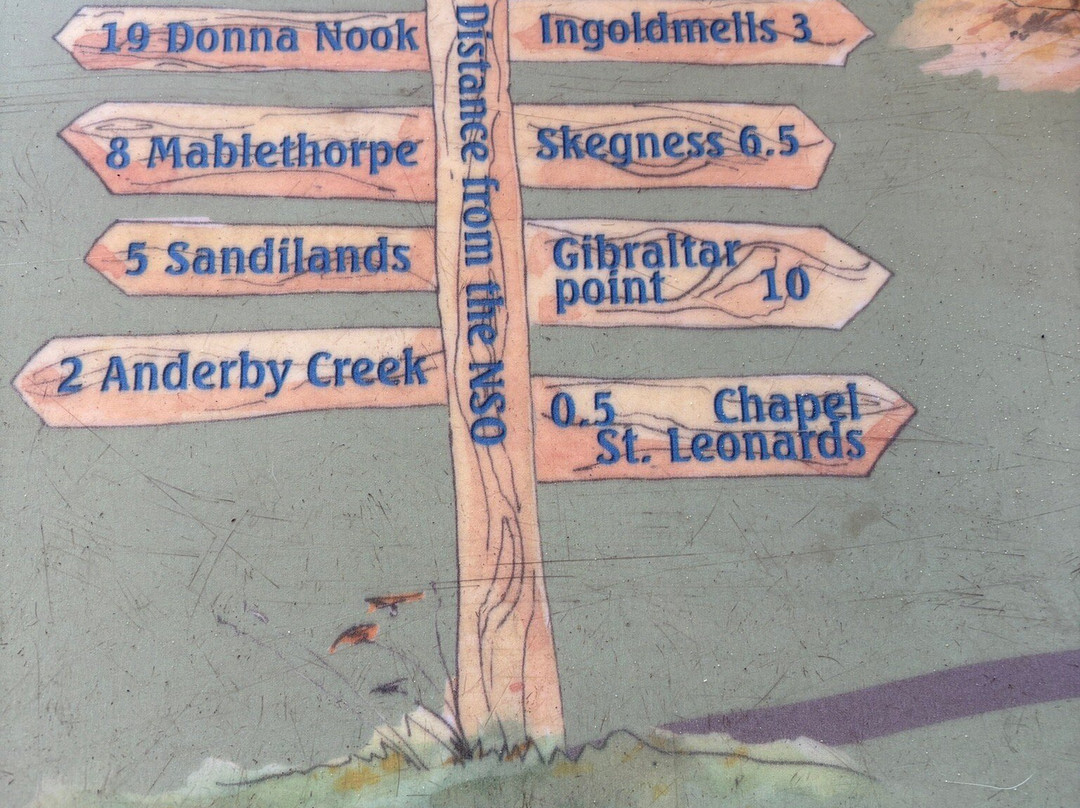 19 Donna Nook
8 Mablethorpe
5 Sandilands
2 Anderby Creek
Distance from the NSO
Ingoldmells 3
Skegness 6.5
Gibraltar
point 10
0.5 Chapel
St. Leonards